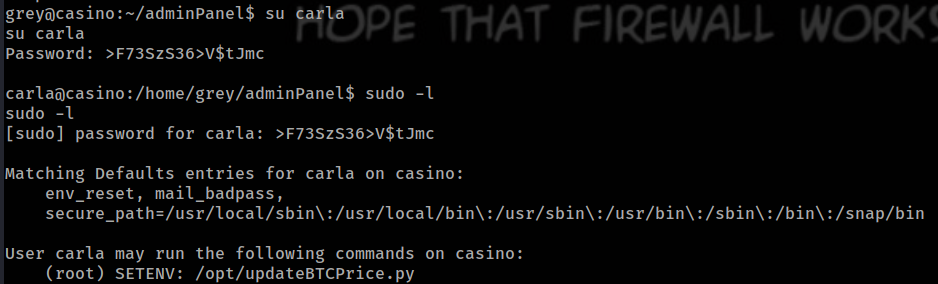 grey@casino:~/adminPanel$ su carla
HOPE THAT FIREWALL WORKS
su carla
Password: >F73SzS36>V$tJmc
carla@casino:/home/grey/adminPanel$ sudo -l
sudo -l
[sudo] password for carla: >F73SzS36>V$tJmc
Matching Defaults entries for carla on casino:
env_reset, mail_badpass,
secure_path=/usr/local/sbin\:/usr/local/bin\:/usr/sbin\:/usr/bin\:/sbin\:/bin\:/snap/bin
User carla may run the following commands on casino:
(root) SETENV: /opt/updateBTCPrice.py